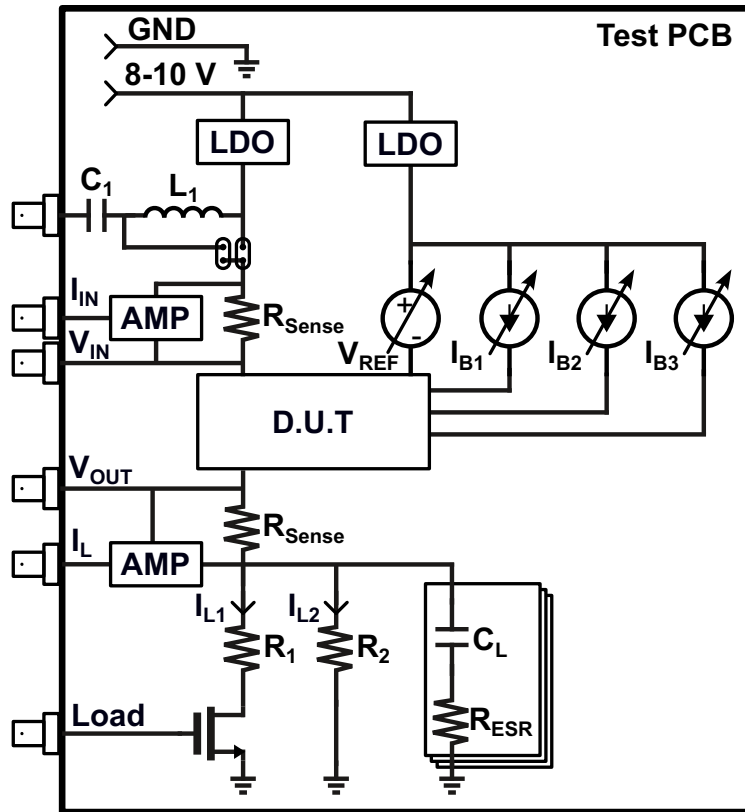 GND
Test PCB
8-10 V
LDO
LDO
C1
L1
IIN
AMP
RSense
VIN
+
-
VREF
IB1
IB2
IB3
D.U.T
VOUT
RSense
IL
AMP
IL1
IL2
R1
R2
CL
RESR
Load